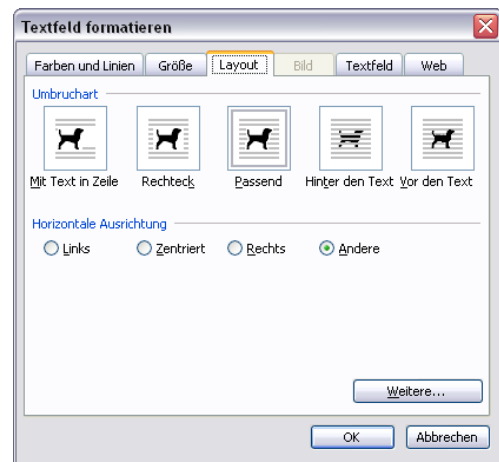 Textfeld formatieren
Farben und Linien Größe Layout Bild Textfeld Web
Umbruchart
Mit Text in Zeile Rechteck Passend Hinter den Text Vor den Text
Horizontale Ausrichtung
Links Zentriert Rechts Andere
Weitere...
OK Abbrechen